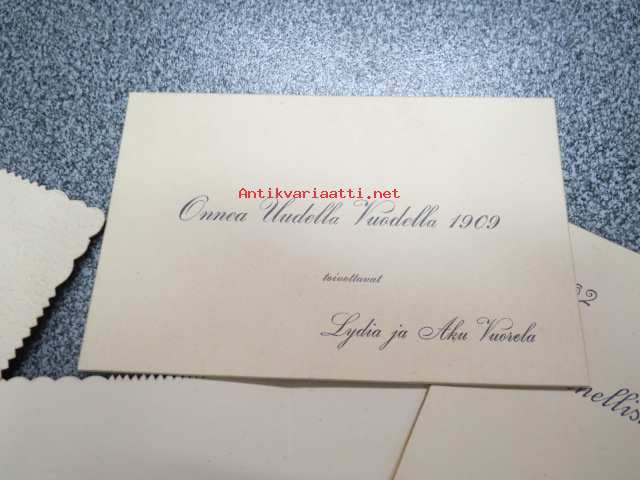 Antikvariaatti.net
Onnea Uudella Vuodella 1909
toivottavat
Lydia ja Aku Vuorela